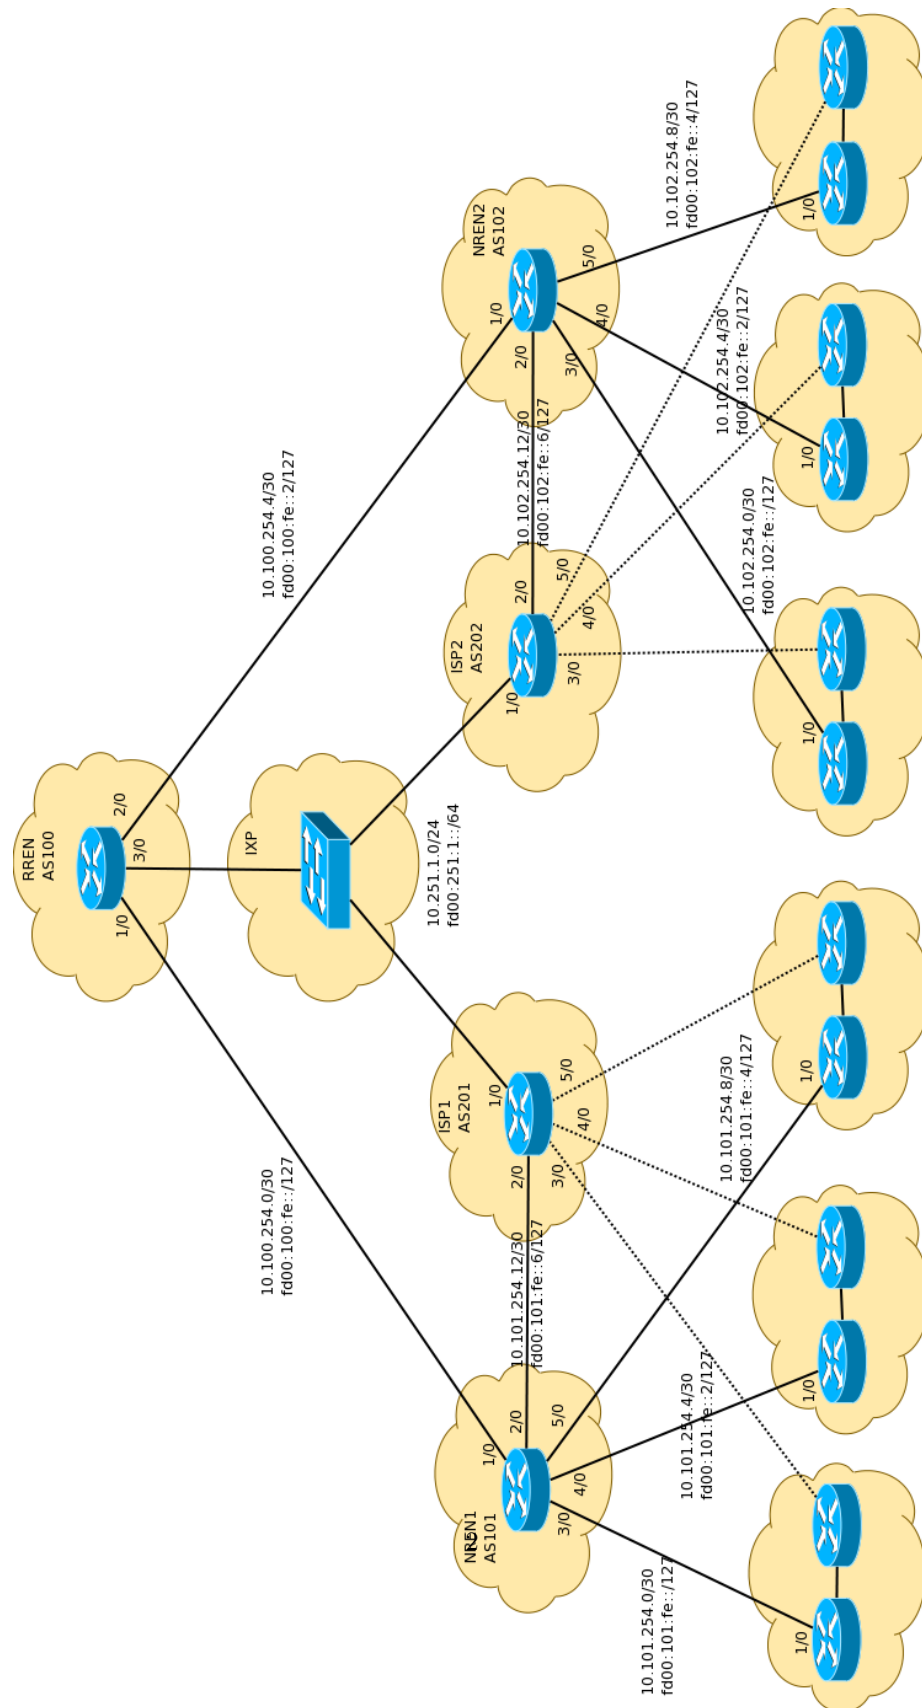 RREN
AS100
1/0
3/0
2/0
IXP
10.100.254.0/30
fd00:100:fe::/127
10.100.254.4/30
fd00:100:fe::2/127
10.251.1.0/24
fd00:251:1::/64
NREN1
AS101
1/0
2/0
5/0
4/0
3/0
10.101.254.12/30
fd00:101:fe::6/127
ISP1
AS201
1/0
2/0
5/0
4/0
3/0
ISP2
AS202
1/0
2/0
5/0
4/0
3/0
10.102.254.12/30
fd00:102:fe::6/127
NREN2
AS102
1/0
2/0
5/0
4/0
3/0
10.101.254.0/30
fd00:101:fe::/127
10.101.254.4/30
fd00:101:fe::2/127
10.101.254.8/30
fd00:101:fe::4/127
10.102.254.0/30
fd00:102:fe::/127
10.102.254.4/30
fd00:102:fe::2/127
10.102.254.8/30
fd00:102:fe::4/127
1/0
1/0
1/0
1/0
1/0
1/0